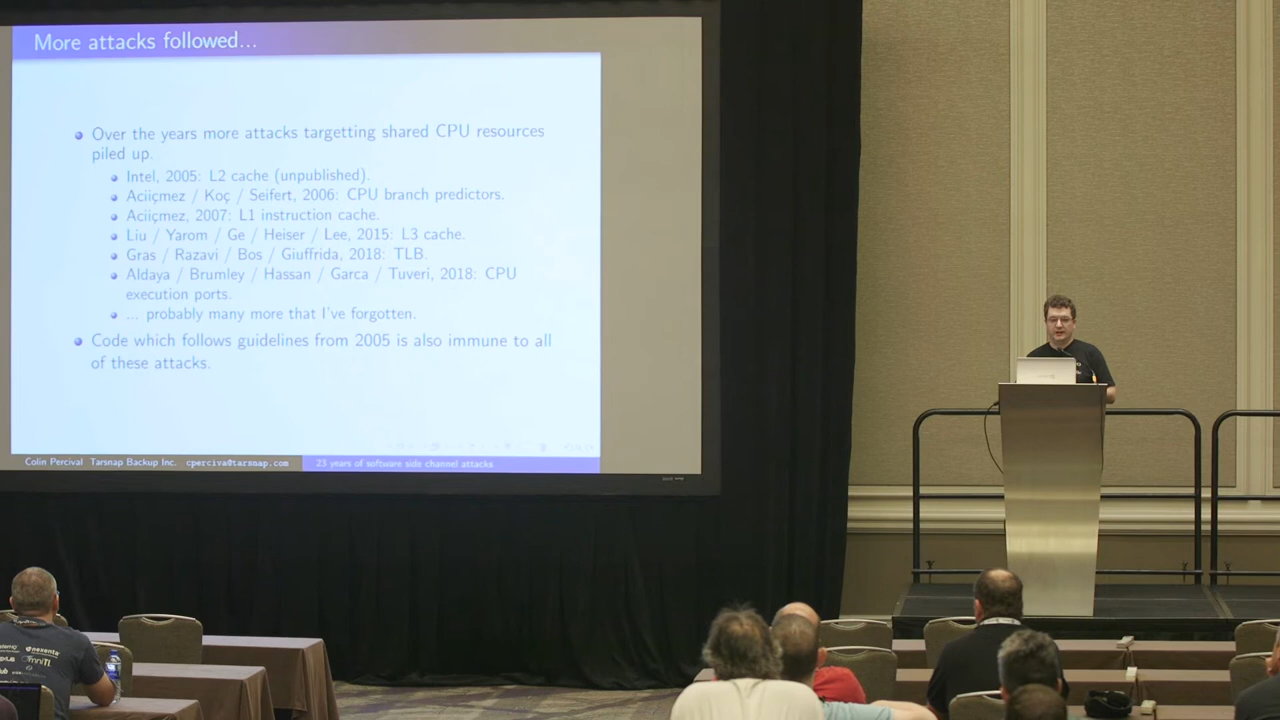 More attacks followed...
Over the years more attacks targetting shared CPU resources
piled up.
Intel, 2005: L2 cache (unpublished).
Aciiçmez / Koç / Seifert, 2006: CPU branch predictors.
Aciiçmez, 2007: L1 instruction cache.
Liu / Yarom / Ge / Heiser / Lee, 2015: L3 cache.
Gras / Razavi / Bos / Giuffrida, 2018: TLB.
Aldaya / Brumley / Hassan / Garca / Tuveri, 2018: CPU
execution ports.
... probably many more that I've forgotten.
Code which follows guidelines from 2005 is also immune to all
of these attacks.
Colin Percival Tarsnap Backup Inc. cperciva@tarsnap.com 23 years of software side channel attacks
nexenta
OmniTI